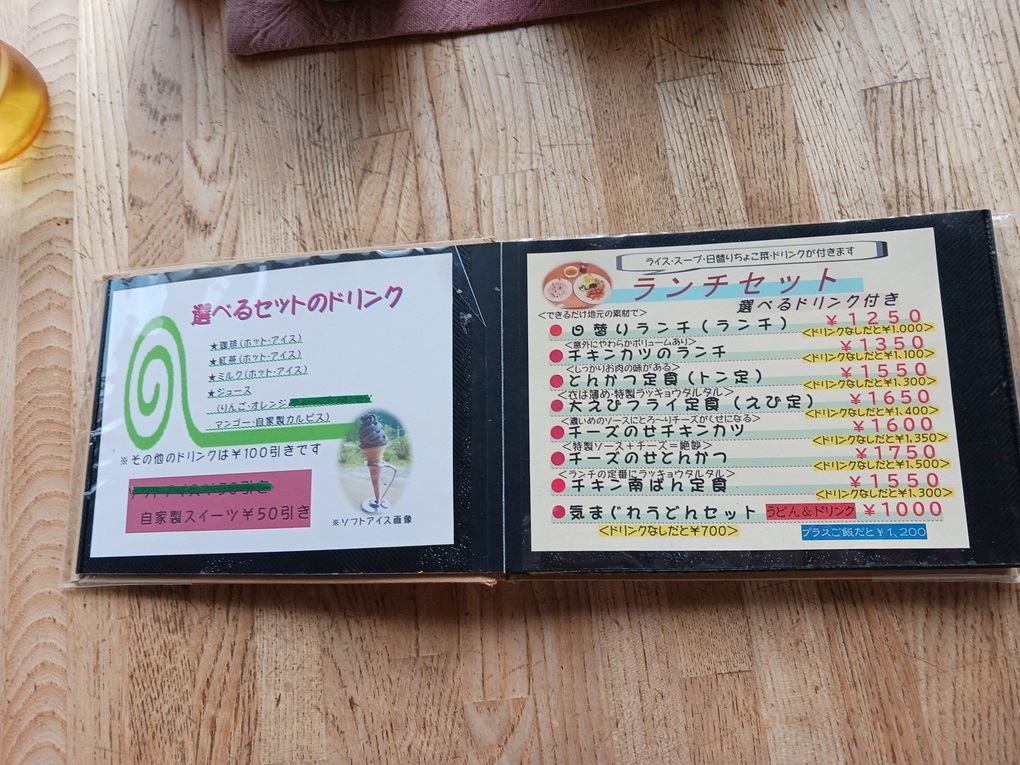 選べるセットのドリンク
★珈琲(ホット・アイス)
★紅茶(ホット・アイス)
★ミルク(ホット・アイス)
★ジュース
(りんご・オレンジ
マンゴー・自家製カルピス)
※その他のドリンクは¥100引きです
自家製スイーツ¥50引き
※ソフトアイス画像
ライス・スープ・日替りちょこ菜・ドリンクが付きます
ランチセット
選べるドリンク付き
<できるだけ地元の素材で>
日替りランチ(ランチ) ¥1250
<ドリンクなしだと¥1,000>
<意外にやわらかボリュームあり>
チキンカツのランチ ¥1350
<ドリンクなしだと¥1,100>
<しっかりお肉の味がある>
とんかつ定食(トン定) ¥1550
<ドリンクなしだと¥1,300>
<衣は薄め・特製ラッキョウタルタル>
大えびフライ定食(えび定) ¥1650
<ドリンクなしだと¥1,400>
<濃いめのソースにとろ~りチーズがくせになる>
チーズのせチキンカツ ¥1600
<ドリンクなしだと¥1,350>
<特製ソース+チーズ=絶妙>
チーズのせとんかつ ¥1750
<ドリンクなしだと¥1,500>
<ランチの定番にラッキョウタルタル>
チキン南ばん定食 ¥1550
<ドリンクなしだと¥1,300>
気まぐれうどんセット うどん&ドリンク ¥1000
<ドリンクなしだと¥700> プラスご飯だと¥1,200